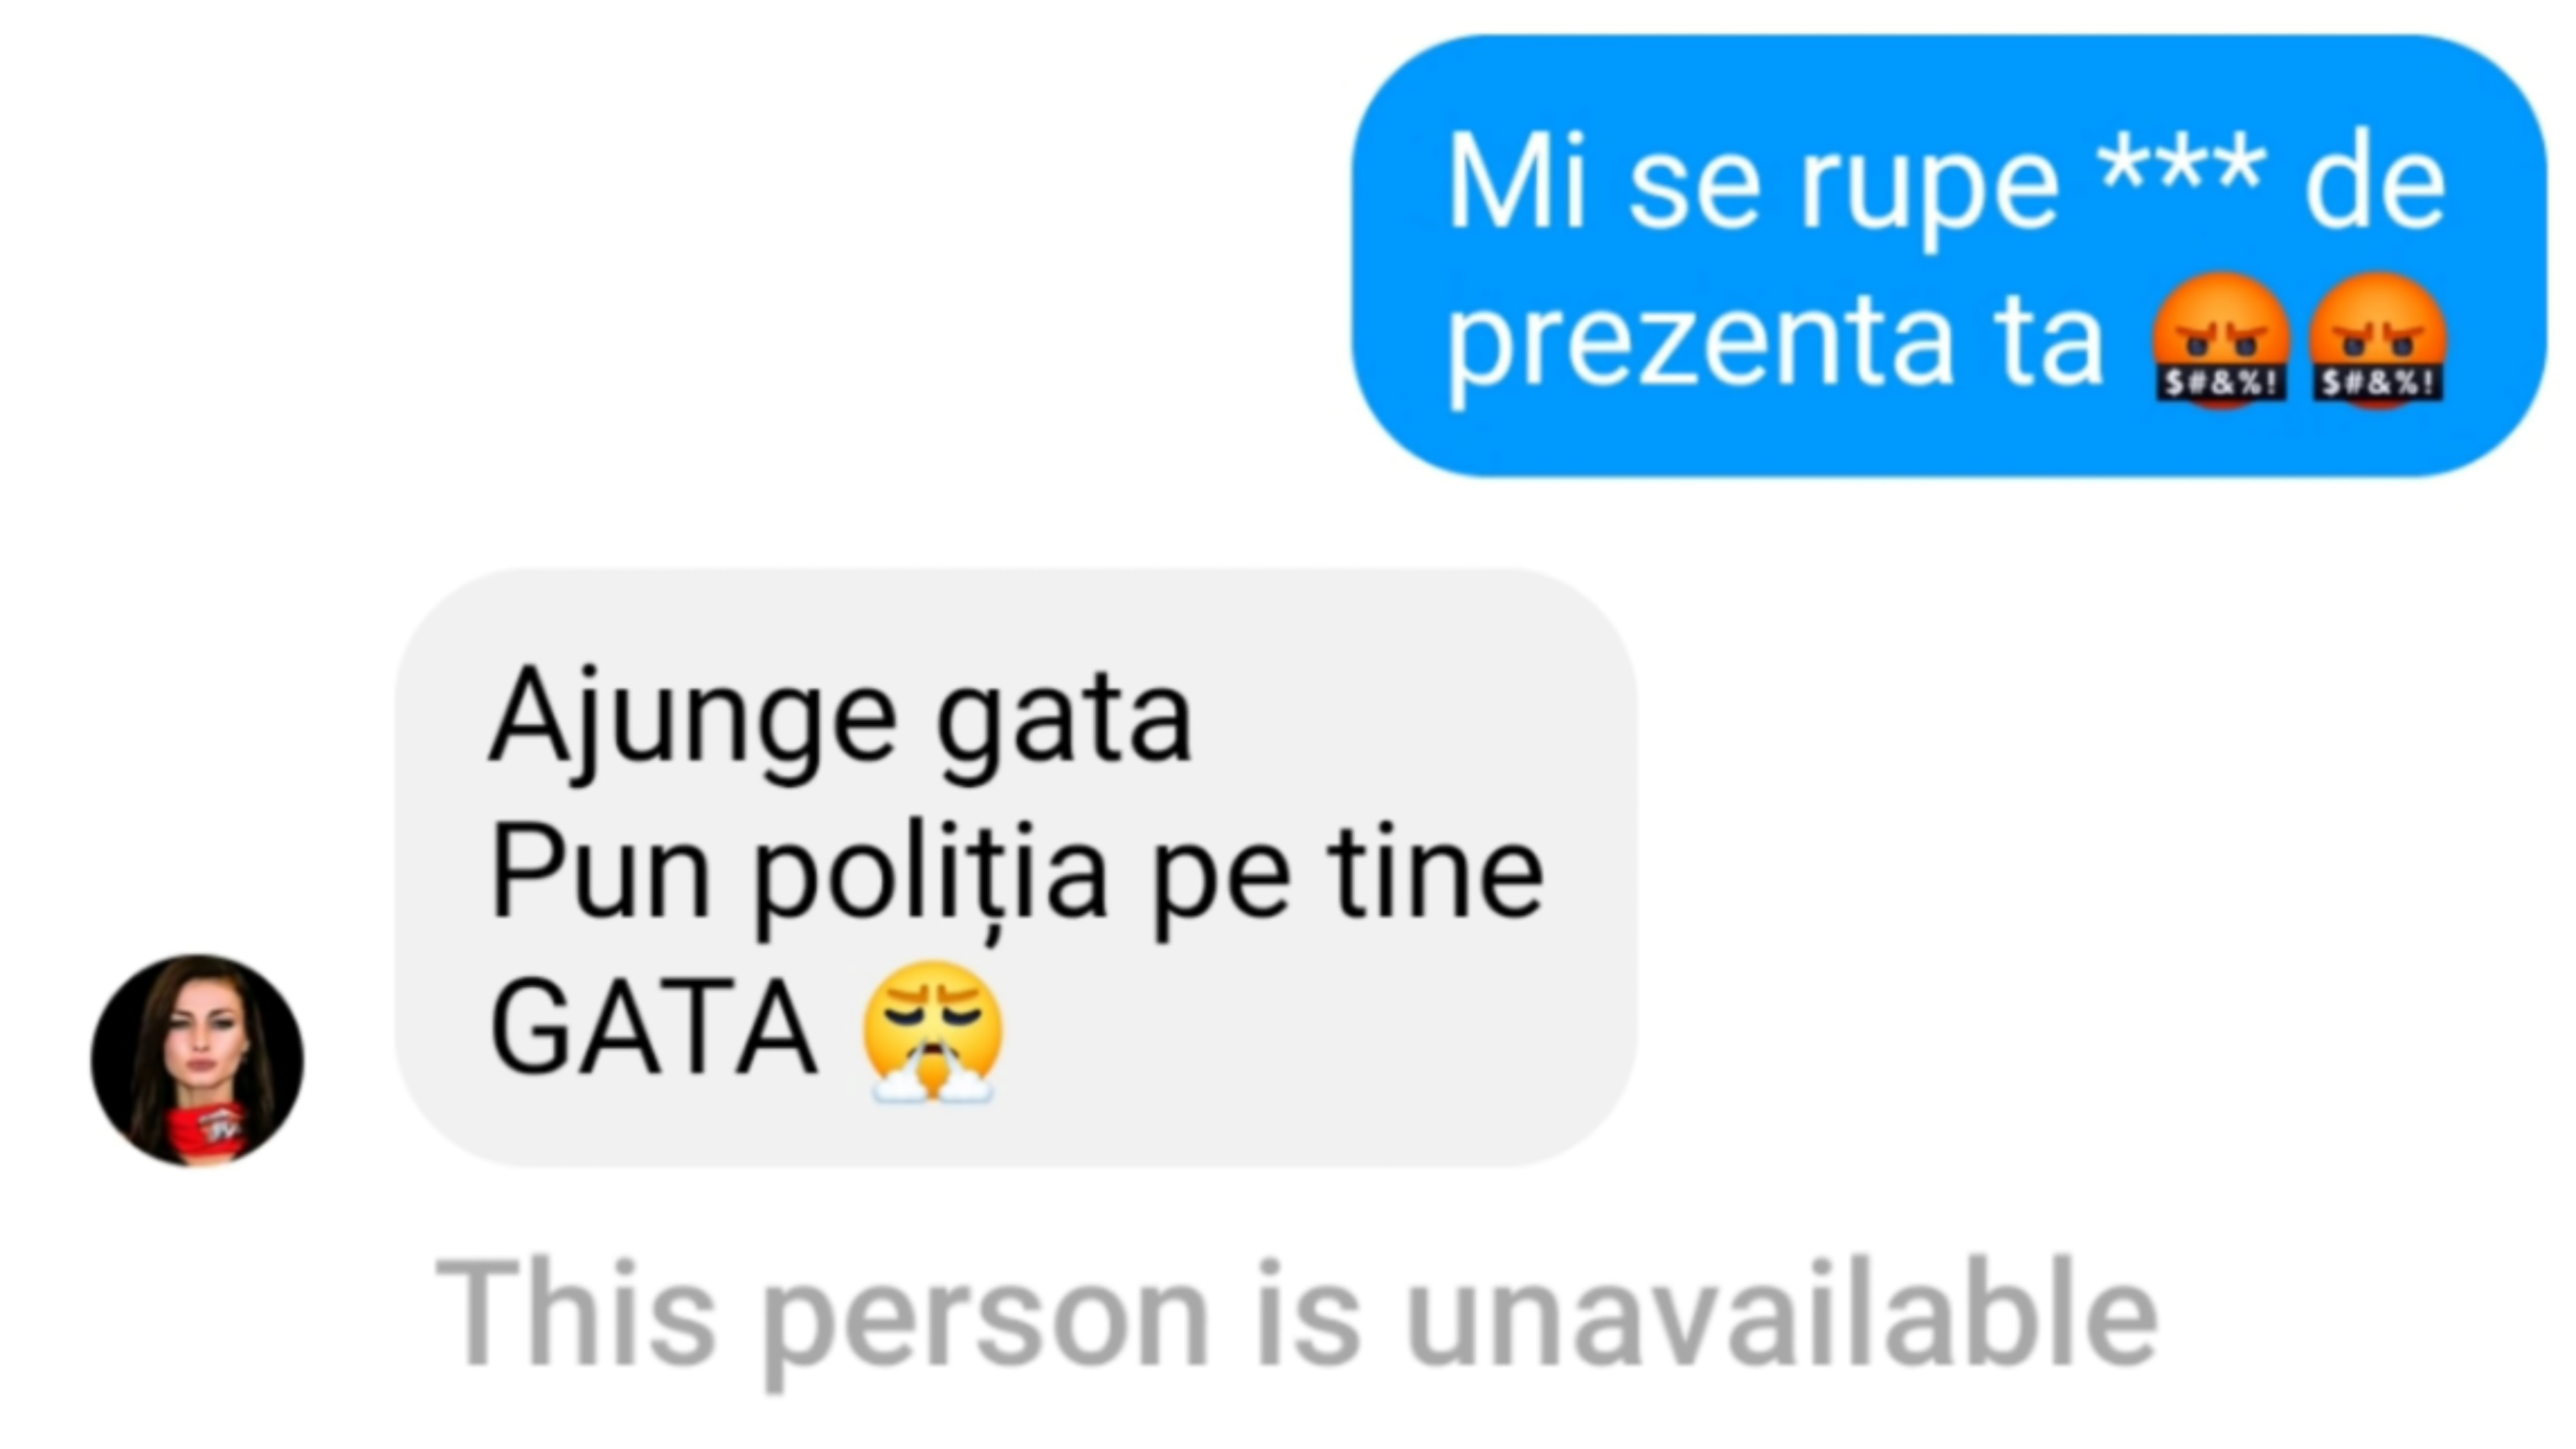 Mi se rupe *** de
prezenta ta 🤬🤬
$#&%! $#&%!
Ajunge gata
Pun poliția pe tine
GATA 😤
This person is unavailable